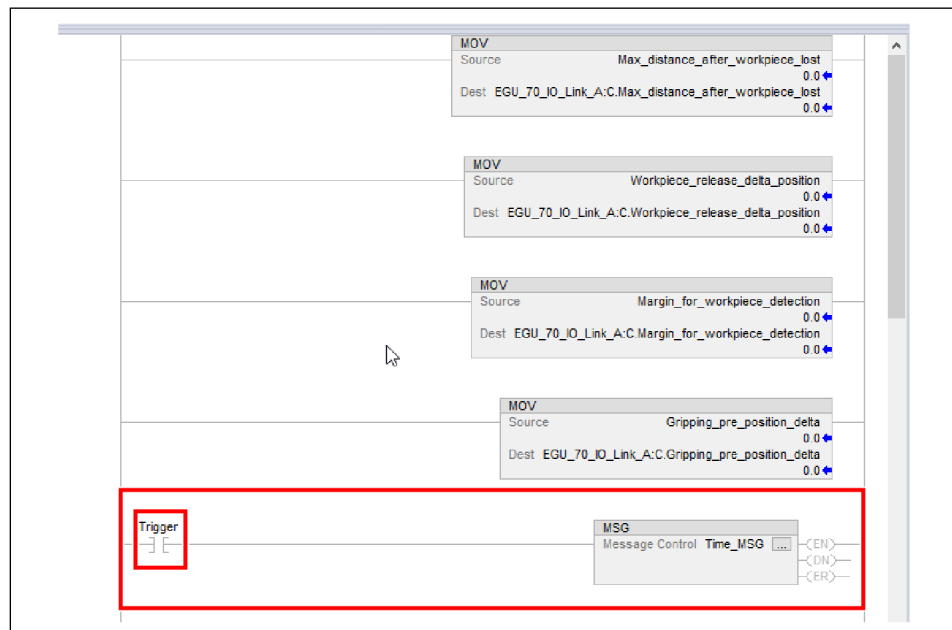 MOV
Source Max_distance_after_workpiece_lost
0.0
Dest EGU_70_IO_Link_A:C.Max_distance_after_workpiece_lost
0.0
MOV
Source Workpiece_release_delta_position
0.0
Dest EGU_70_IO_Link_A:C.Workpiece_release_delta_position
0.0
MOV
Source Margin_for_workpiece_detection
0.0
Dest EGU_70_IO_Link_A:C.Margin_for_workpiece_detection
0.0
MOV
Source Gripping_pre_position_delta
0.0
Dest EGU_70_IO_Link_A:C.Gripping_pre_position_delta
0.0
Trigger
MSG
Message Control Time_MSG ...
(EN)
(DN)
(ER)